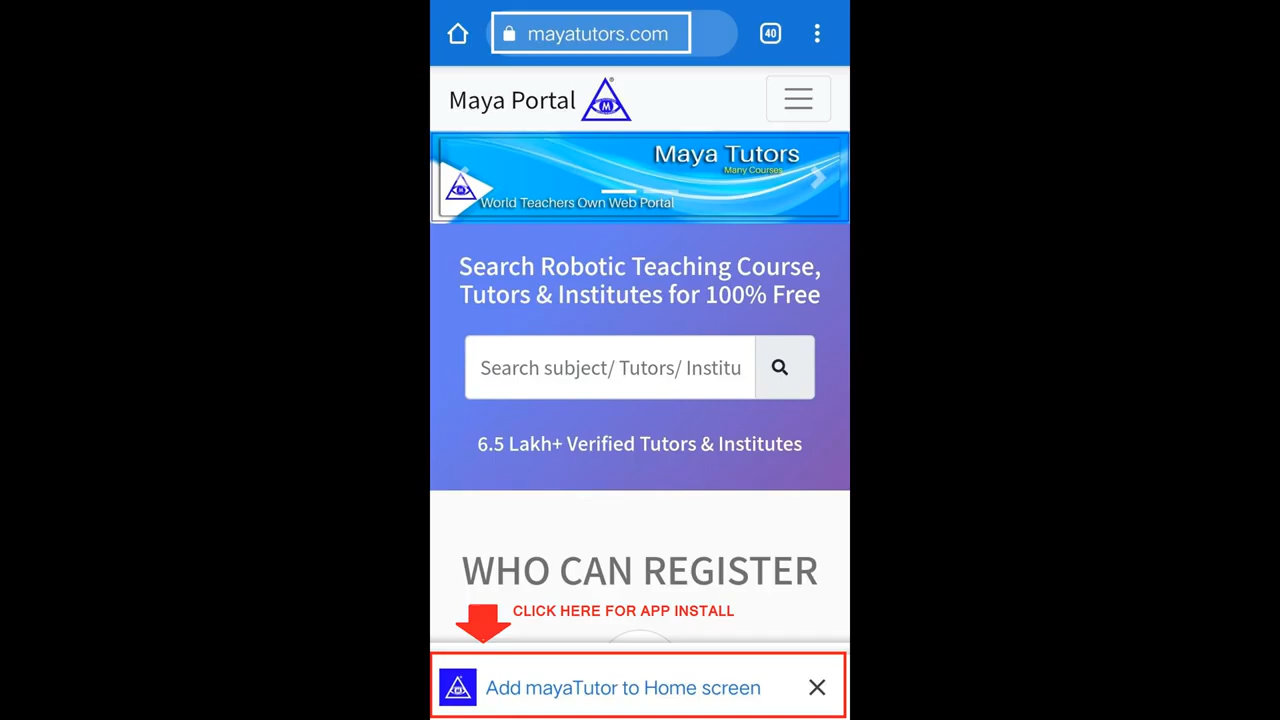 mayatutors.com
40
Maya Portal
M
Maya Tutors
Many Courses
World Teachers Own Web Portal
Search Robotic Teaching Course,
Tutors & Institutes for 100% Free
Search subject/ Tutors/ Institu
6.5 Lakh+ Verified Tutors & Institutes
WHO CAN REGISTER
CLICK HERE FOR APP INSTALL
Add mayaTutor to Home screen